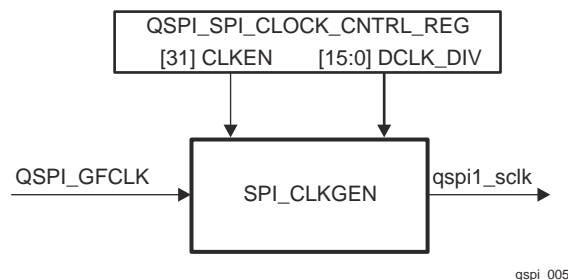 QSPI_SPI_CLOCK_CNTRL_REG
[31] CLKEN [15:0] DCLK_DIV
QSPI_GFCLK
SPI_CLKGEN
qspi1_sclk
qspi_005